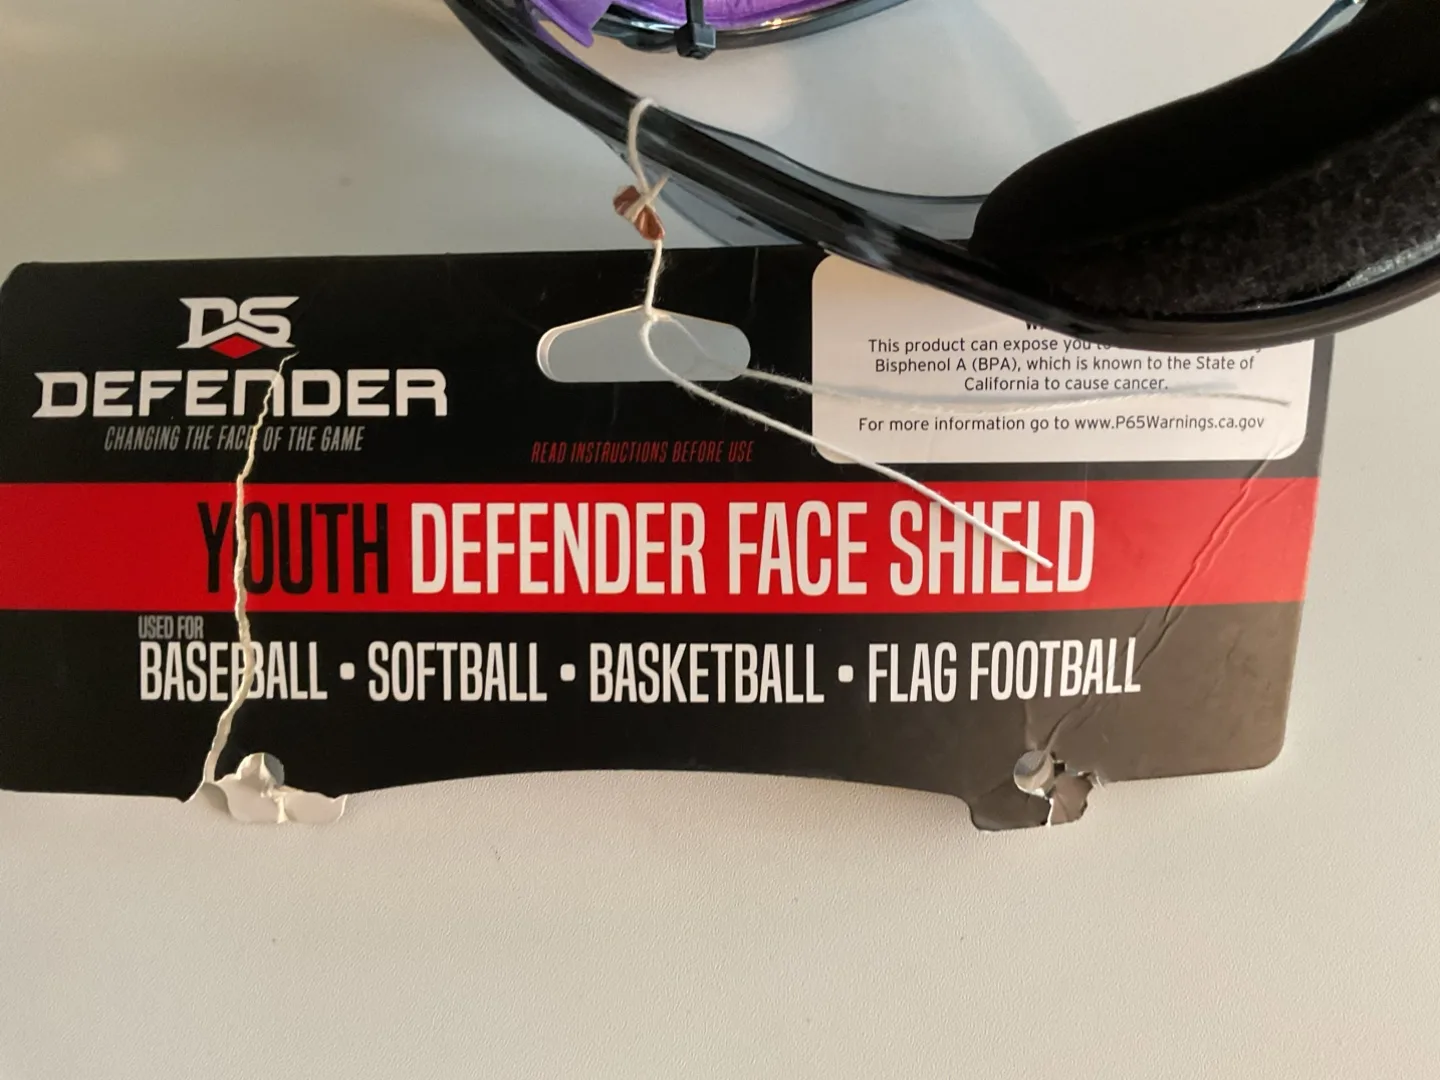 DS
DEFENDER
CHANGING THE FACE OF THE GAME
READ INSTRUCTIONS BEFORE USE
This product can expose you to
Bisphenol A (BPA), which is known to the State of
California to cause cancer.
For more information go to www.P65Warnings.ca.gov
YOUTH DEFENDER FACE SHIELD
USED FOR
BASEBALL • SOFTBALL • BASKETBALL • FLAG FOOTBALL